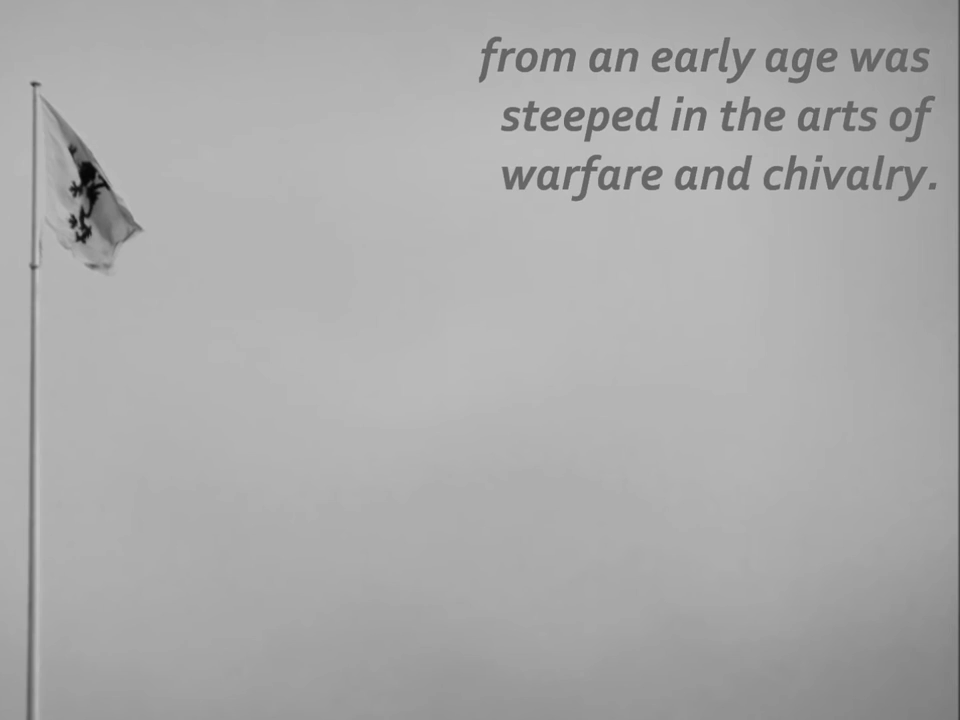 from an early age was
steeped in the arts of
warfare and chivalry.